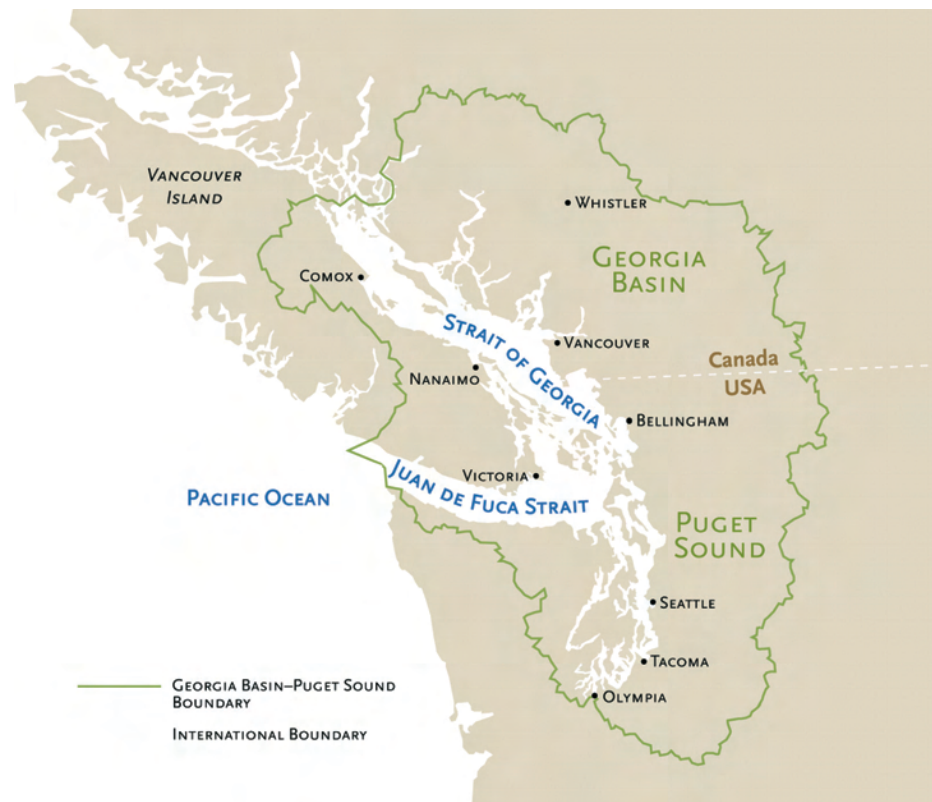 VANCOUVER
ISLAND
WHISTLER
GEORGIA
BASIN
COMOX
STRAIT OF GEORGIA
VANCOUVER
Canada
USA
NANAIMO
BELLINGHAM
VICTORIA
JUAN DE FUCA STRAIT
PACIFIC OCEAN
PUGET
SOUND
SEATTLE
TACOMA
OLYMPIA
GEORGIA BASIN–PUGET SOUND
BOUNDARY
INTERNATIONAL BOUNDARY